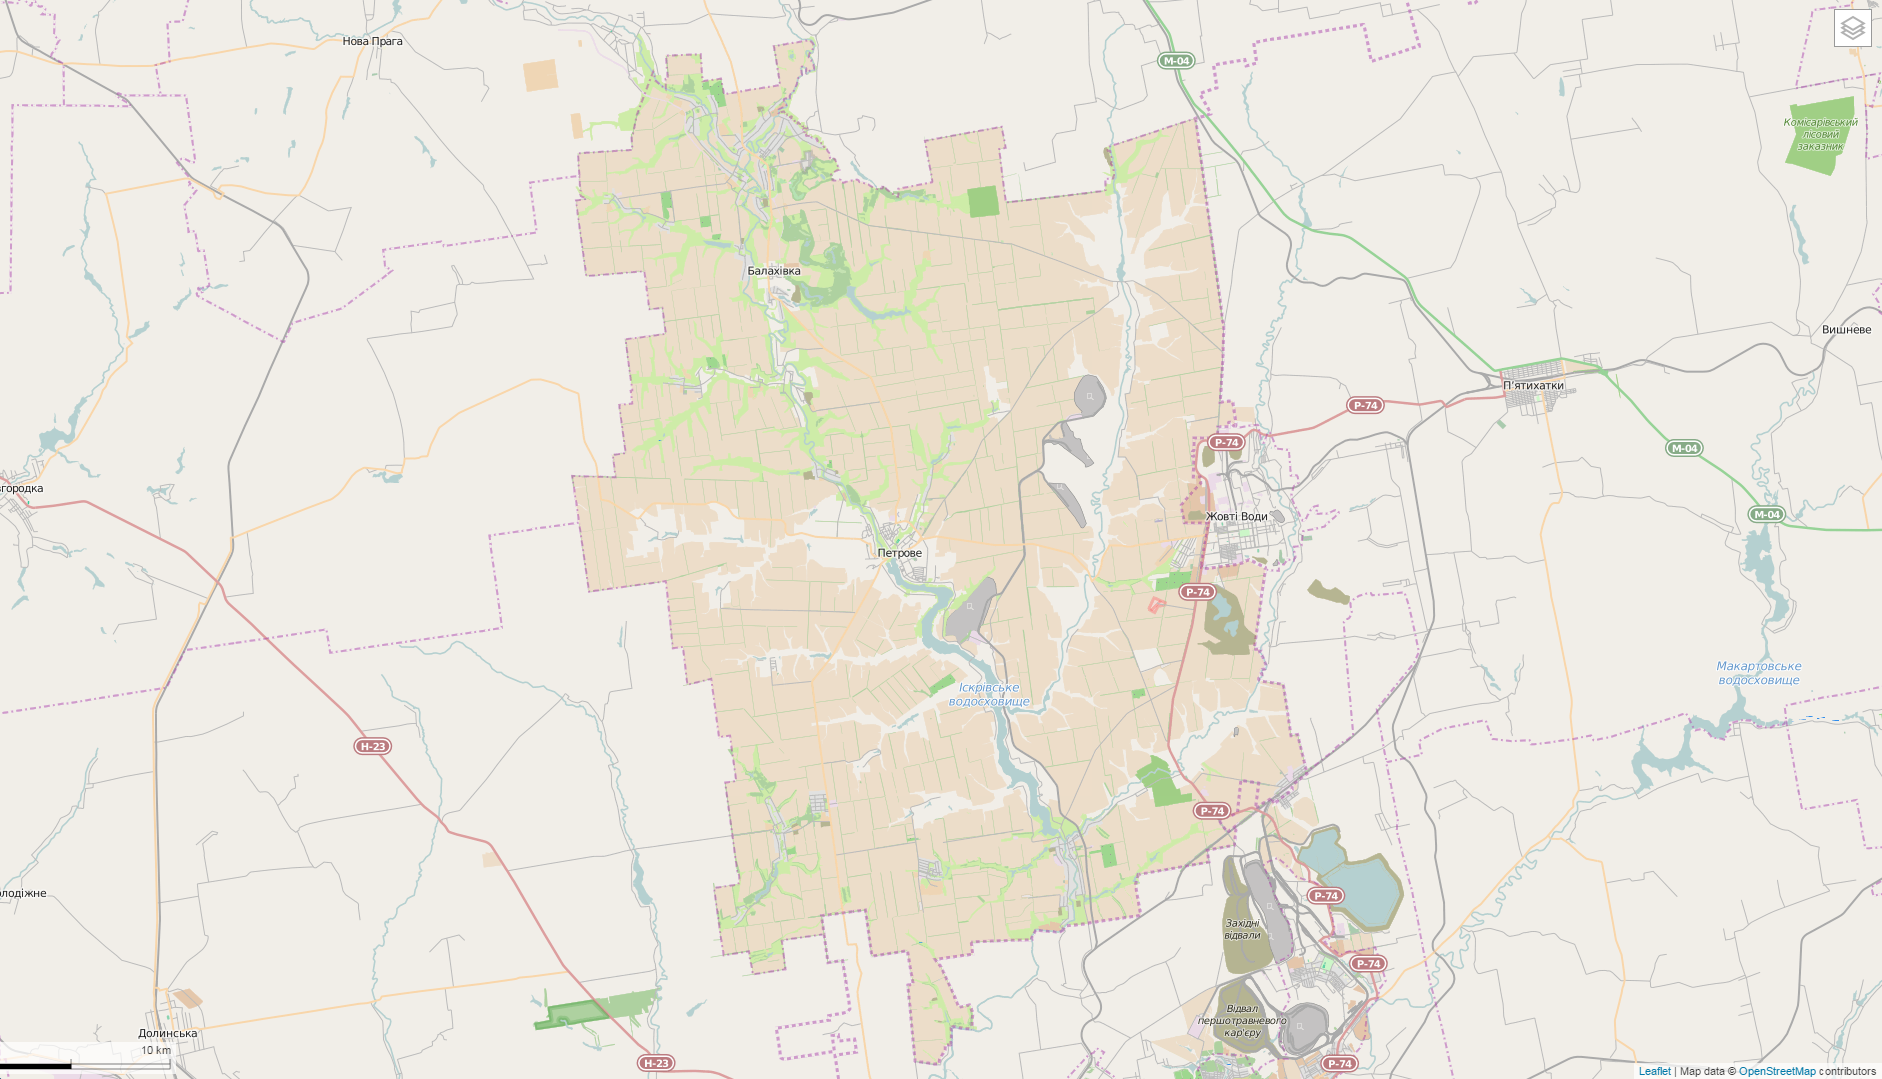 Нова Прага
M-04
Комісарівський
лісовий
заказник
Балахівка
Вишневе
П'ятихатки
P-74
P-74
M-04
згородка
M-04
Жовті Води
Петрове
P-74
Макартовське
водосховище
Іскрівське
водосховище
H-23
P-74
олодіжне
P-74
Західні
відвали
P-74
Відвал
першотравневого
кар'єру
Долинська
10 km
H-23
P-74
Leaflet | Map data © OpenStreetMap contributors